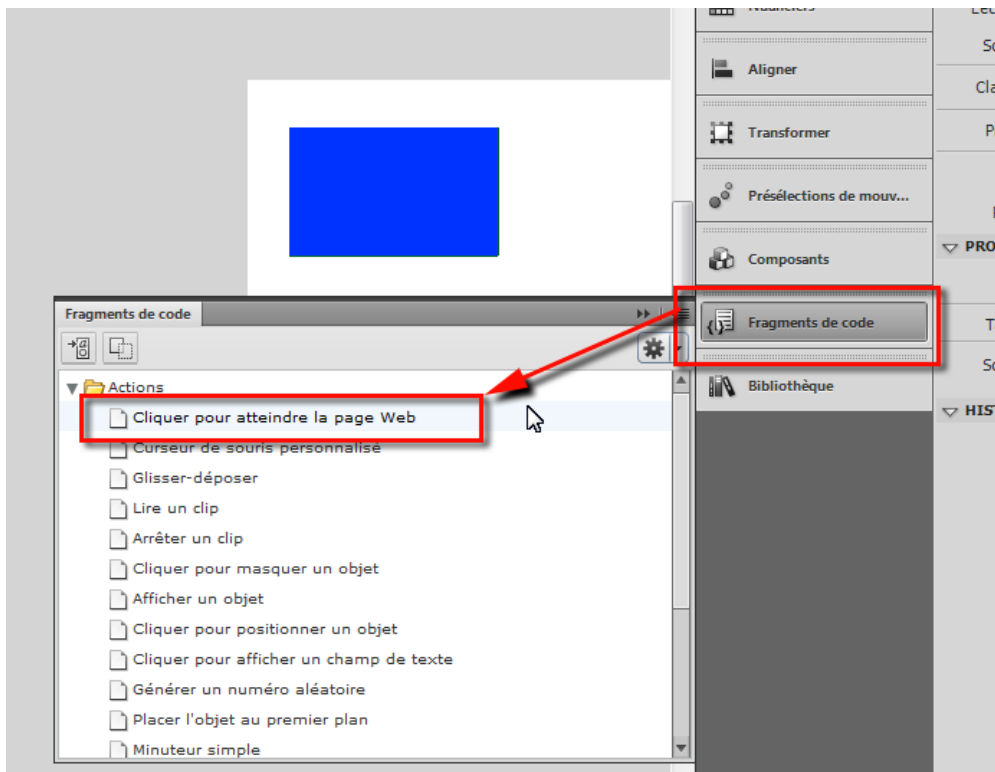 Nuanciers
Aligner
Transformer
Présélections de mouv...
Composants
Fragments de code
Bibliothèque
PRO
HIS
Fragments de code
Actions
Cliquer pour atteindre la page Web
Curseur de souris personnalisé
Glisser-déposer
Lire un clip
Arrêter un clip
Cliquer pour masquer un objet
Afficher un objet
Cliquer pour positionner un objet
Cliquer pour afficher un champ de texte
Générer un numéro aléatoire
Placer l'objet au premier plan
Minuteur simple